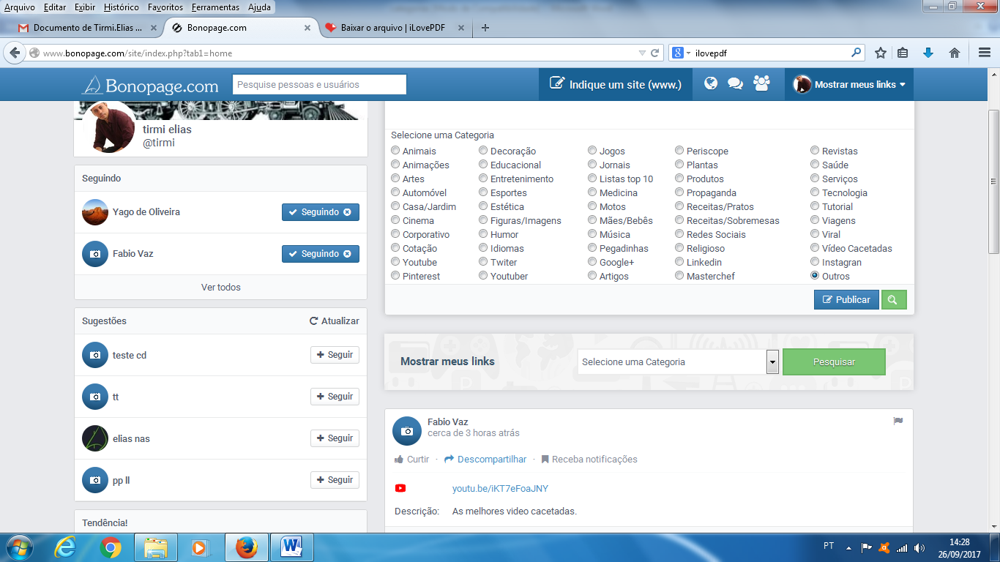 Arquivo Editar Exibir Histórico Favoritos Ferramentas Ajuda
Documento de Tirmi.Elias ... Bonopage.com Baixar o arquivo | iLovePDF
www.bonopage.com/site/index.php?tab1=home ilovepdf
Bonopage.com Pesquise pessoas e usuários Indique um site (www.) Mostrar meus links
tirmi elias
@tirmi
Seguindo
Yago de Oliveira Seguindo
Fabio Vaz Seguindo
Ver todos
Sugestões Atualizar
teste cd Seguir
tt Seguir
elias nas Seguir
pp ll Seguir
Tendência!
Selecione uma Categoria
Animais Decoração Jogos Periscope Revistas
Animações Educacional Jornais Plantas Saúde
Artes Entretenimento Listas top 10 Produtos Serviços
Automóvel Esportes Medicina Propaganda Tecnologia
Casa/Jardim Estética Motos Receitas/Pratos Tutorial
Cinema Figuras/Imagens Mães/Bebês Receitas/Sobremesas Viagens
Corporativo Humor Música Redes Sociais Viral
Cotação Idiomas Pegadinhas Religioso Vídeo Cacetadas
Youtube Twiter Google+ Linkedin Instagran
Pinterest Youtuber Artigos Masterchef Outros
Publicar
Mostrar meus links Selecione uma Categoria Pesquisar
Fabio Vaz
cerca de 3 horas atrás
Curtir · Descompartilhar · Receba notificações
youtu.be/iKT7eFoaJNY
Descrição: As melhores video cacetadas.
PT 14:28
26/09/2017